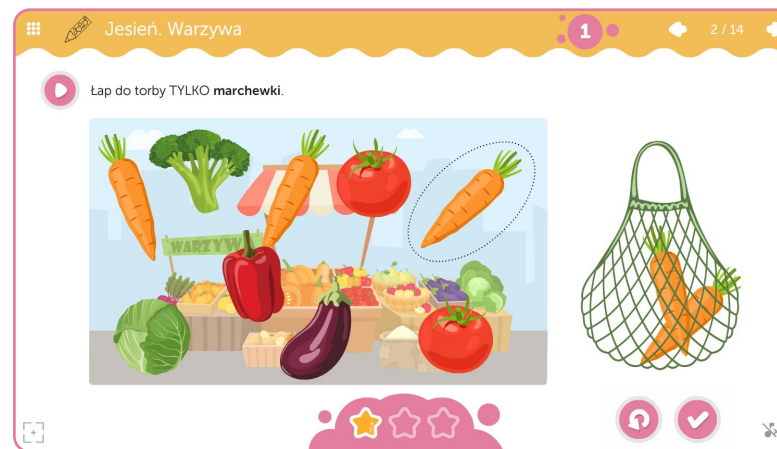 Jesień. Warzywa
1
2 / 14
Łap do torby TYLKO marchewki.
WARZYW